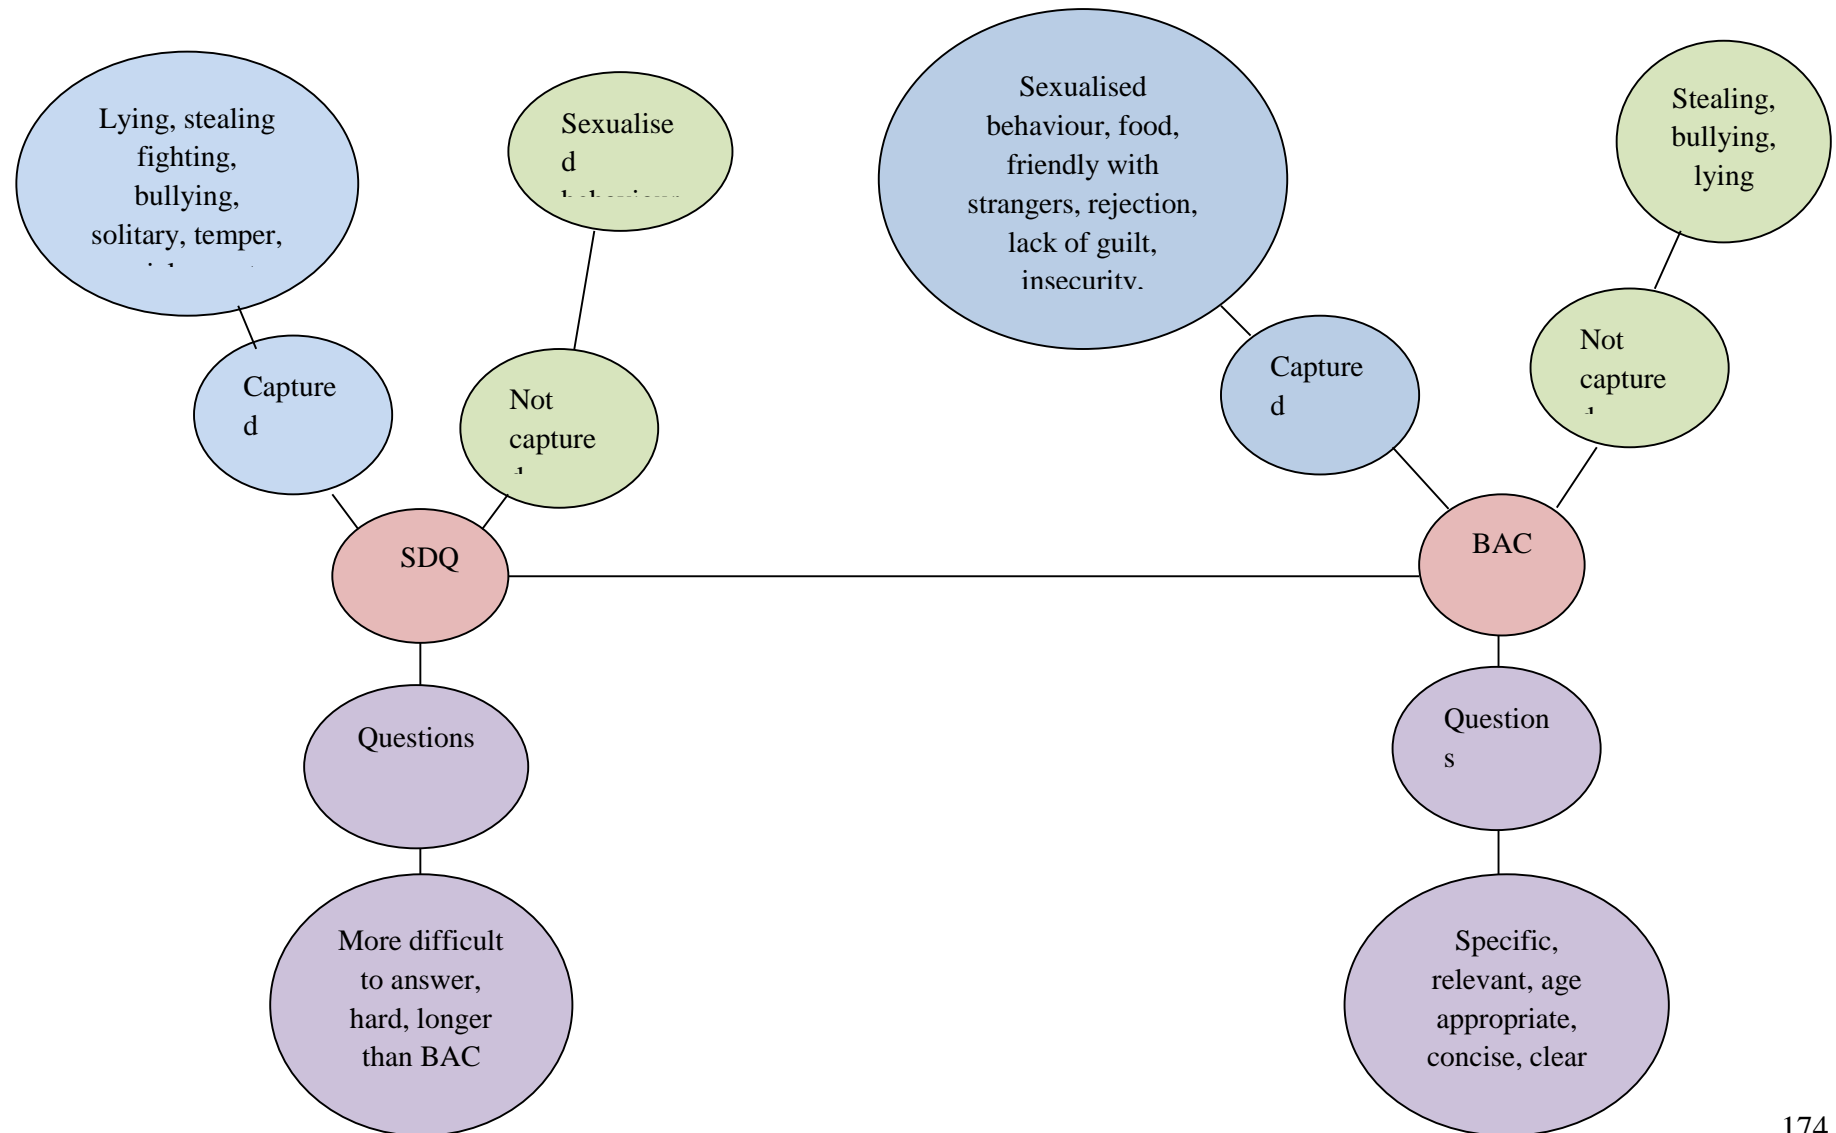 Lying, stealing
fighting,
bullying,
solitary, temper,
Sexualise
d
behaviour
Sexualised
behaviour, food,
friendly with
strangers, rejection,
lack of guilt,
insecurity,
Stealing,
bullying,
lying
Capture
d
Not
capture
d
Capture
d
Not
capture
d
SDQ
BAC
Questions
Question
s
More difficult
to answer,
hard, longer
than BAC
Specific,
relevant, age
appropriate,
concise, clear
174